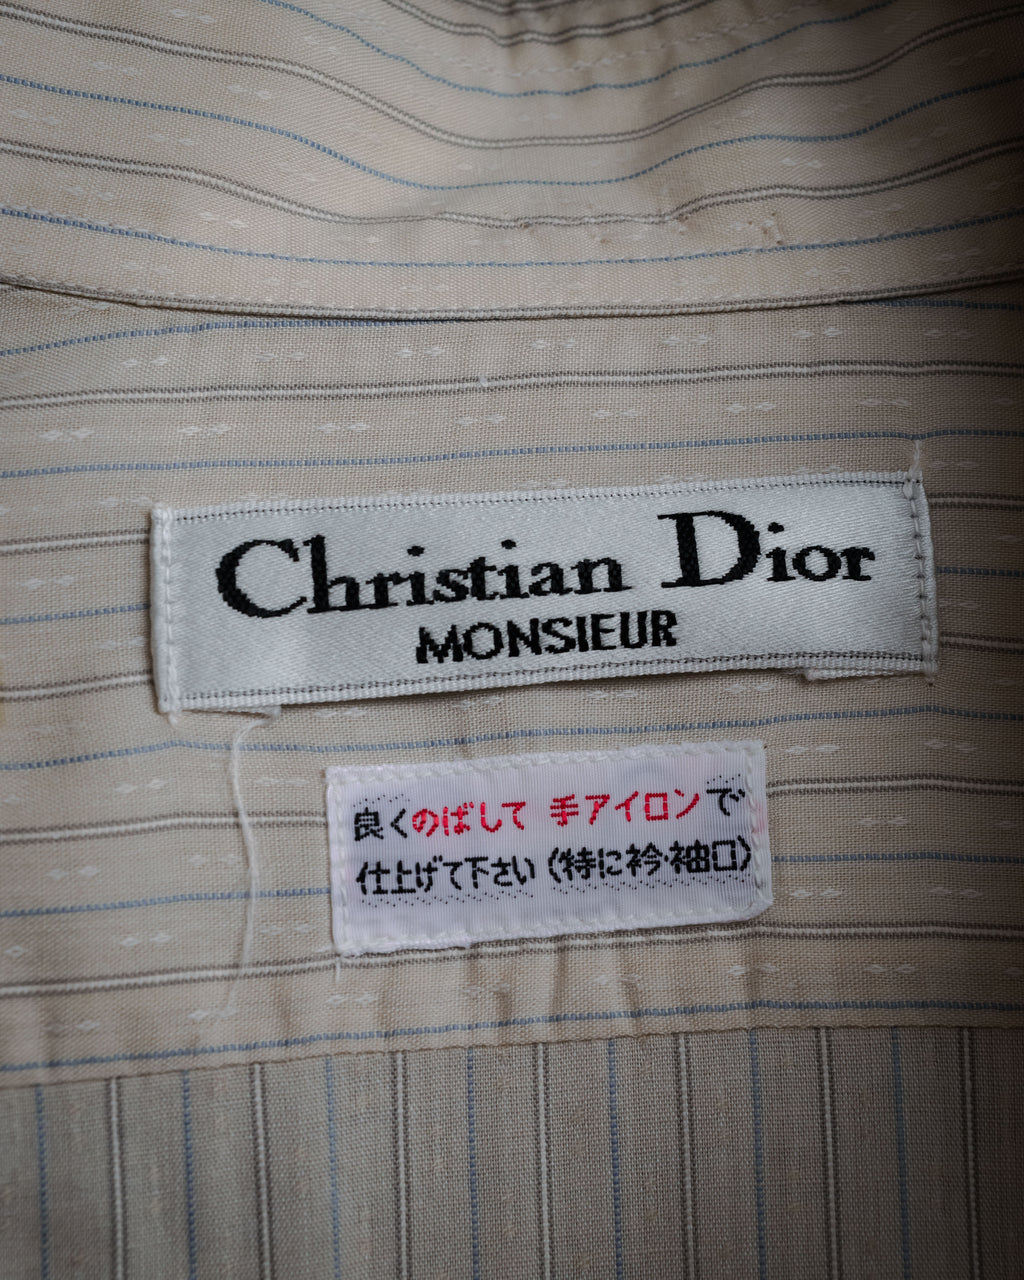 Christian Dior
MONSIEUR
良くのばして 手アイロンで
仕上げて下さい (特に衿・袖口)